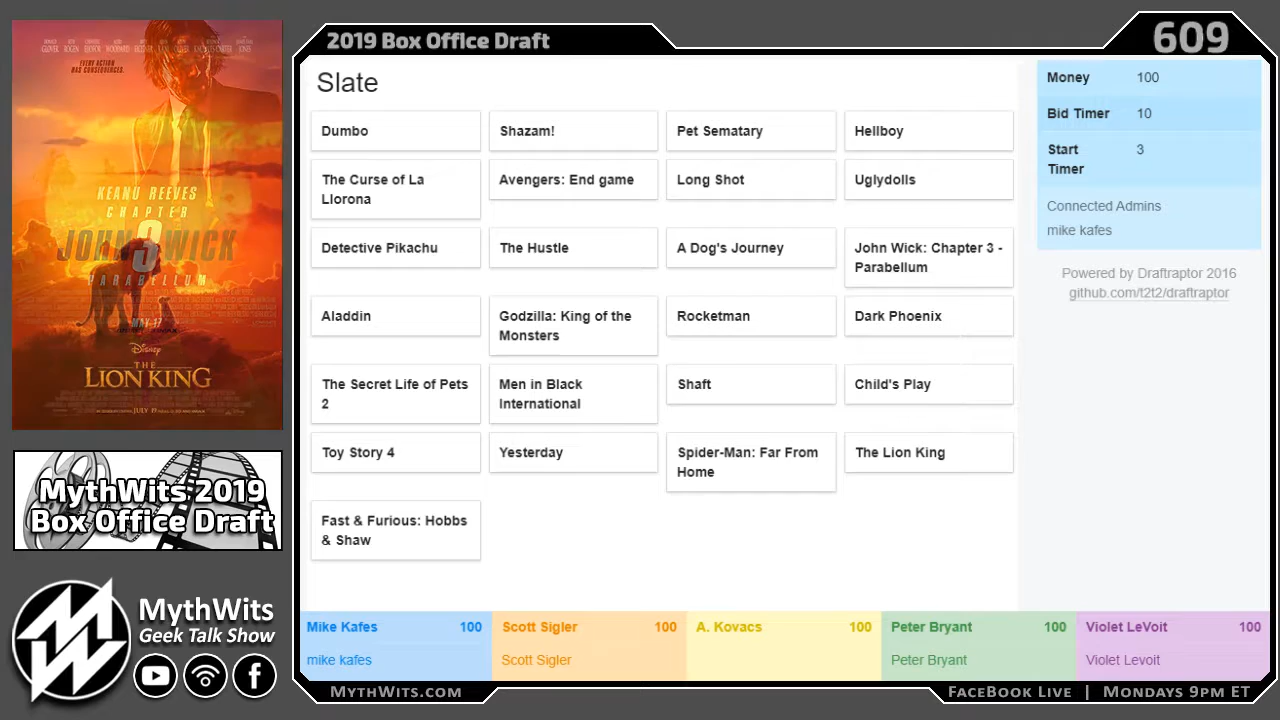 2019 Box Office Draft
609
EVERY ACTION
HAS CONSEQUENCES.
KEANU REEVES
CHAPTER
JOHN 3 WICK
PARABELLUM
MAY 17
Disney
THE
LION KING
JULY 19
MythWits 2019
Box Office Draft
MythWits
Geek Talk Show
Slate
Dumbo
Shazam!
Pet Sematary
Hellboy
The Curse of La
Llorona
Avengers: End game
Long Shot
Uglydolls
Detective Pikachu
The Hustle
A Dog's Journey
John Wick: Chapter 3 -
Parabellum
Aladdin
Godzilla: King of the
Monsters
Rocketman
Dark Phoenix
The Secret Life of Pets
2
Men in Black
International
Shaft
Child's Play
Toy Story 4
Yesterday
Spider-Man: Far From
Home
The Lion King
Fast & Furious: Hobbs
& Shaw
Money 100
Bid Timer 10
Start
Timer 3
Connected Admins
mike kafes
Powered by Draftraptor 2016
github.com/t2t2/draftraptor
Mike Kafes 100
mike kafes
Scott Sigler 100
Scott Sigler
A. Kovacs 100
Peter Bryant 100
Peter Bryant
Violet LeVoit 100
Violet Levoit
MythWits.com
FaceBook Live | Mondays 9pm ET